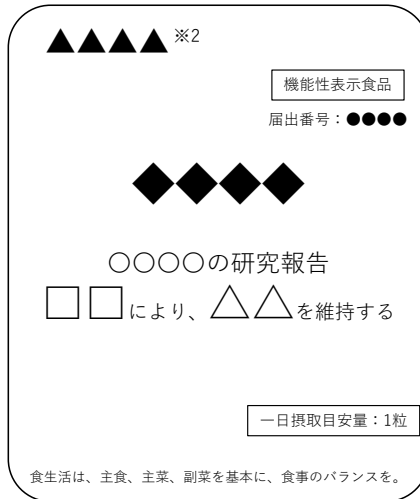 ▲▲▲▲※2
機能性表示食品
届出番号：●●●●
◆◆◆◆
○○○○の研究報告
□□により、△△を維持する
一日摂取目安量：1粒
食生活は、主食、主菜、副菜を基本に、食事のバランスを。